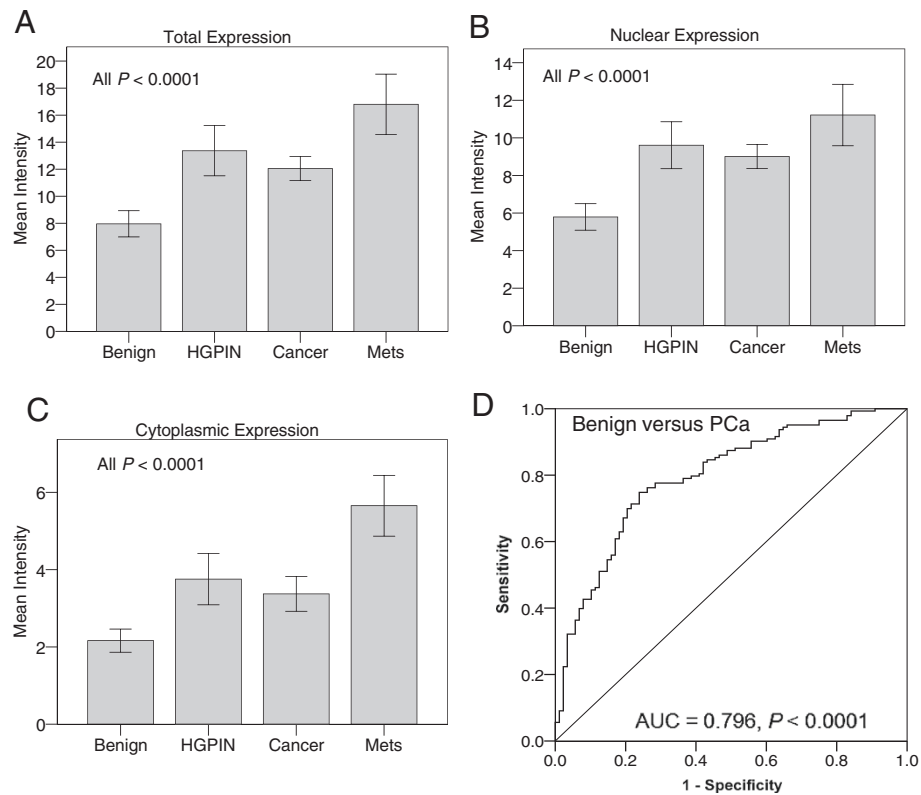 A
Total Expression
All P < 0.0001
Mean Intensity
20
18
16
14
12
10
8
6
4
2
0
Benign HGPIN Cancer Mets
B
Nuclear Expression
All P < 0.0001
Mean Intensity
14
12
10
8
6
4
2
0
Benign HGPIN Cancer Mets
C
Cytoplasmic Expression
All P < 0.0001
Mean Intensity
6
4
2
0
Benign HGPIN Cancer Mets
D
Benign versus PCa
Sensitivity
1.0
0.8
0.6
0.4
0.2
0.0
AUC = 0.796, P < 0.0001
0.0 0.2 0.4 0.6 0.8 1.0
1 - Specificity